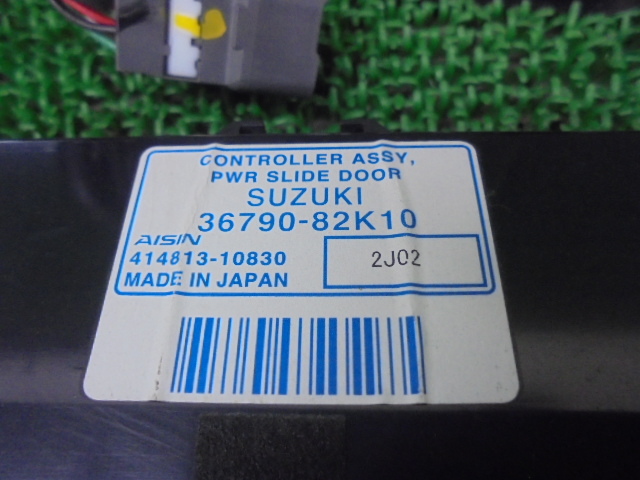 CONTROLLER ASSY,
PWR SLIDE DOOR
SUZUKI
36790-82K10
AISIN
414813-10830
2J02
MADE IN JAPAN